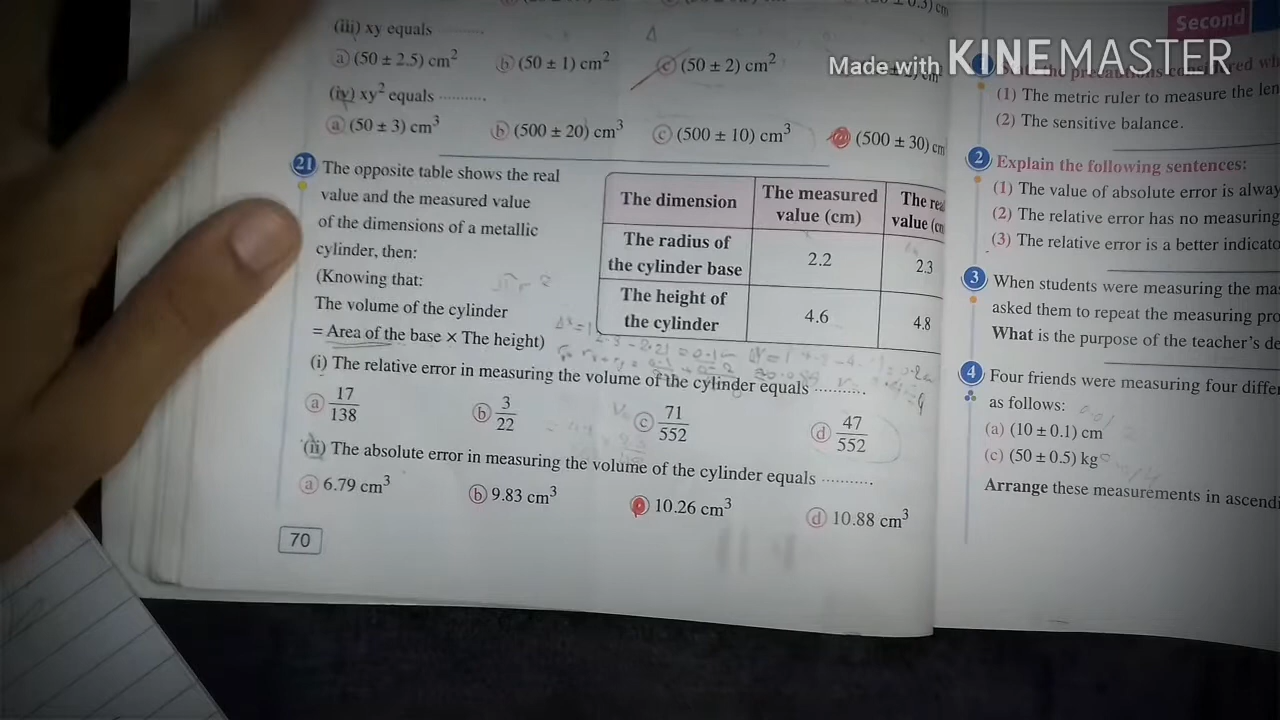 (iii) xy equals
a (50 ± 2.5) cm²
b (50 ± 1) cm²
c (50 ± 2) cm²
Made with KINEMASTER
(iv) xy² equals ..........
a (50 ± 3) cm³
b (500 ± 20) cm³
c (500 ± 10) cm³
(500 ± 30) cm
21 The opposite table shows the real
value and the measured value
of the dimensions of a metallic
cylinder, then:
(Knowing that:
The volume of the cylinder
= Area of the base × The height)
The dimension
The measured
value (cm)
The real
value (cm
The radius of
the cylinder base
2.2
2.3
The height of
the cylinder
4.6
4.8
(i) The relative error in measuring the volume of the cylinder equals ...........
a 17/138
b 3/22
c 71/552
d 47/552
(ii) The absolute error in measuring the volume of the cylinder equals ...........
a 6.79 cm³
b 9.83 cm³
10.26 cm³
d 10.88 cm³
70
Second
1
(1) The metric ruler to measure the len
(2) The sensitive balance.
2 Explain the following sentences:
(1) The value of absolute error is alway
(2) The relative error has no measuring
(3) The relative error is a better indicato
3 When students were measuring the ma
asked them to repeat the measuring pro
What is the purpose of the teacher's de
4 Four friends were measuring four differ
as follows:
(a) (10 ± 0.1) cm
(c) (50 ± 0.5) kg
Arrange these measurements in ascendi